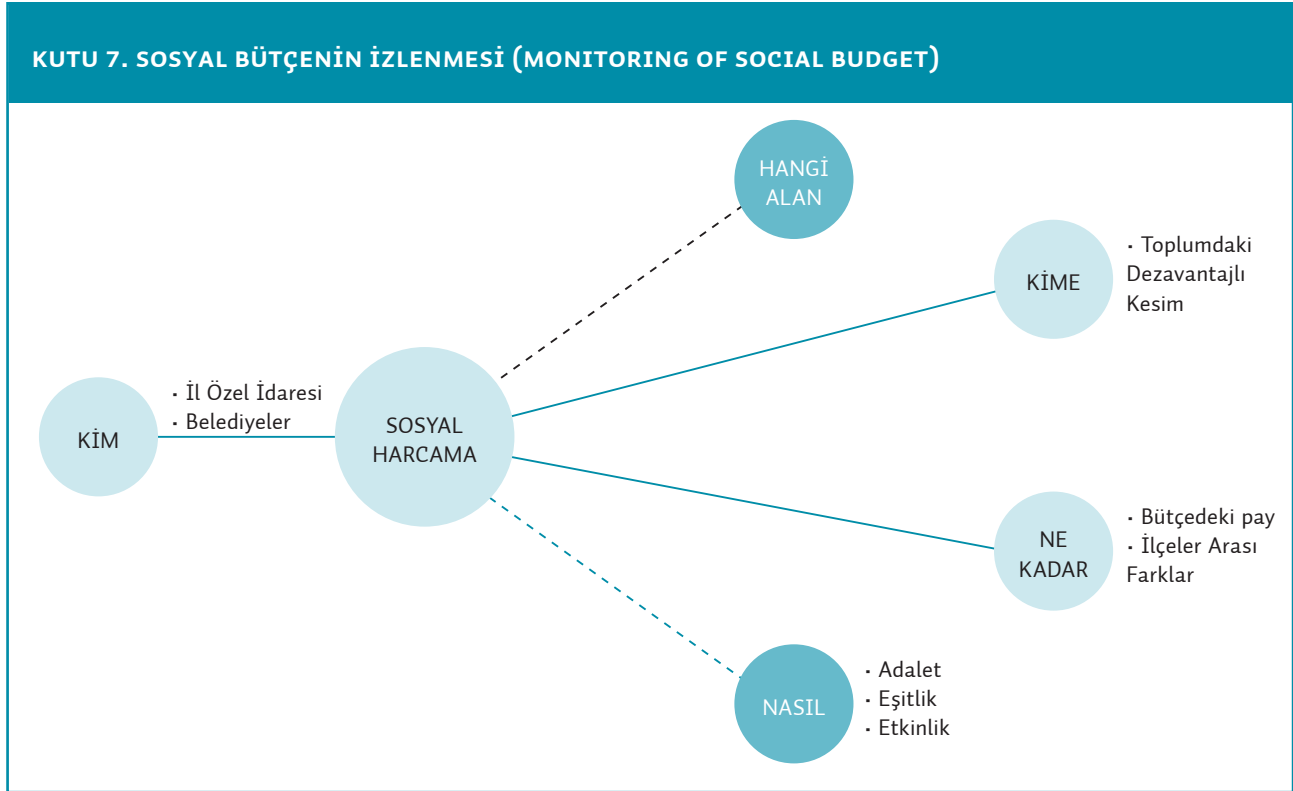 KUTU 7. SOSYAL BÜTÇENİN İZLENMESİ (MONITORING OF SOCIAL BUDGET)
HANGİ
ALAN
KİME
· Toplumdaki
Dezavantajlı
Kesim
KİM
· İl Özel İdaresi
· Belediyeler
SOSYAL
HARCAMA
NE
KADAR
· Bütçedeki pay
· İlçeler Arası
Farklar
NASIL
· Adalet
· Eşitlik
· Etkinlik